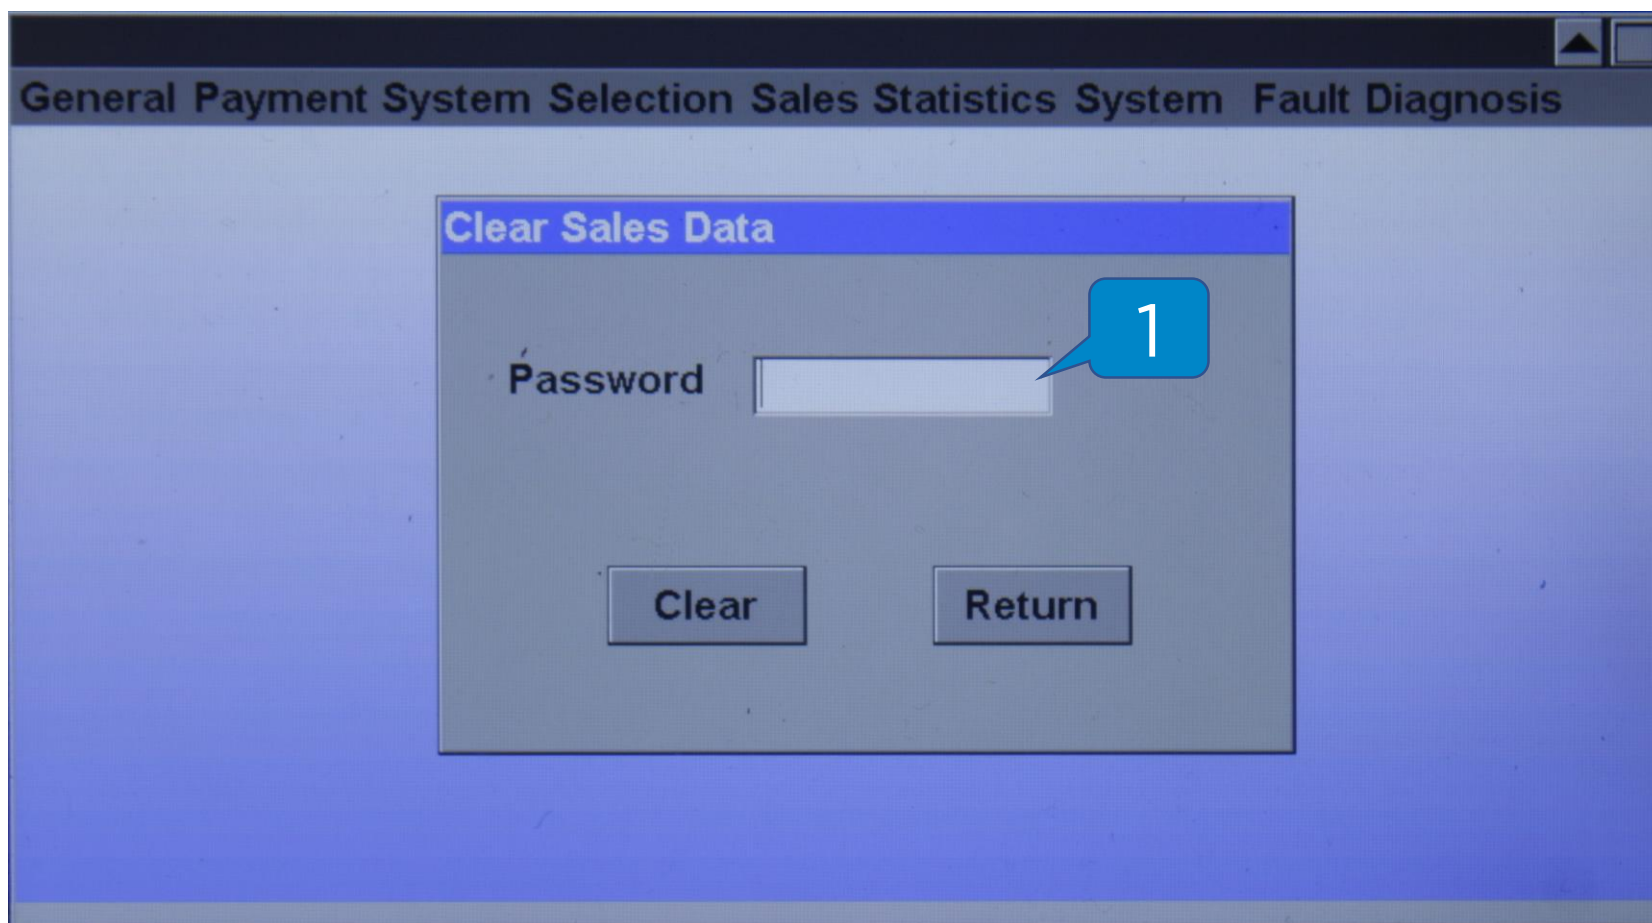 General Payment System Selection Sales Statistics System Fault Diagnosis
Clear Sales Data
1
Password
Clear Return